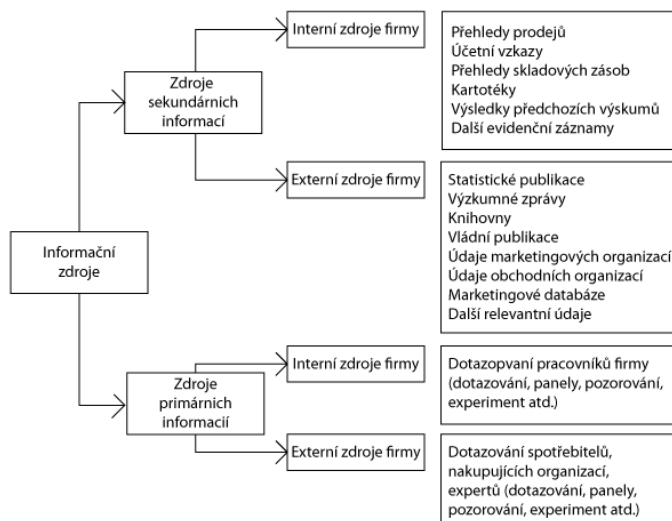 Interní zdroje firmy
Přehledy prodejů
Účetní vzkazy
Přehledy skladových zásob
Kartotéky
Výsledky předchozích výskumů
Další evidenční záznamy
Zdroje
sekundárních
informací
Externí zdroje firmy
Statistické publikace
Výzkumné zprávy
Knihovny
Vládní publikace
Údaje marketingových organizací
Údaje obchodních organizací
Marketingové databáze
Další relevantní údaje
Informační
zdroje
Interní zdroje firmy
Dotazopvaní pracovníků firmy
(dotazování, panely, pozorování,
experiment atd.)
Zdroje
primárních
informacií
Externí zdroje firmy
Dotazování spotřebitelů,
nakupujících organizací,
expertů (dotazování, panely,
pozorování, experiment atd.)